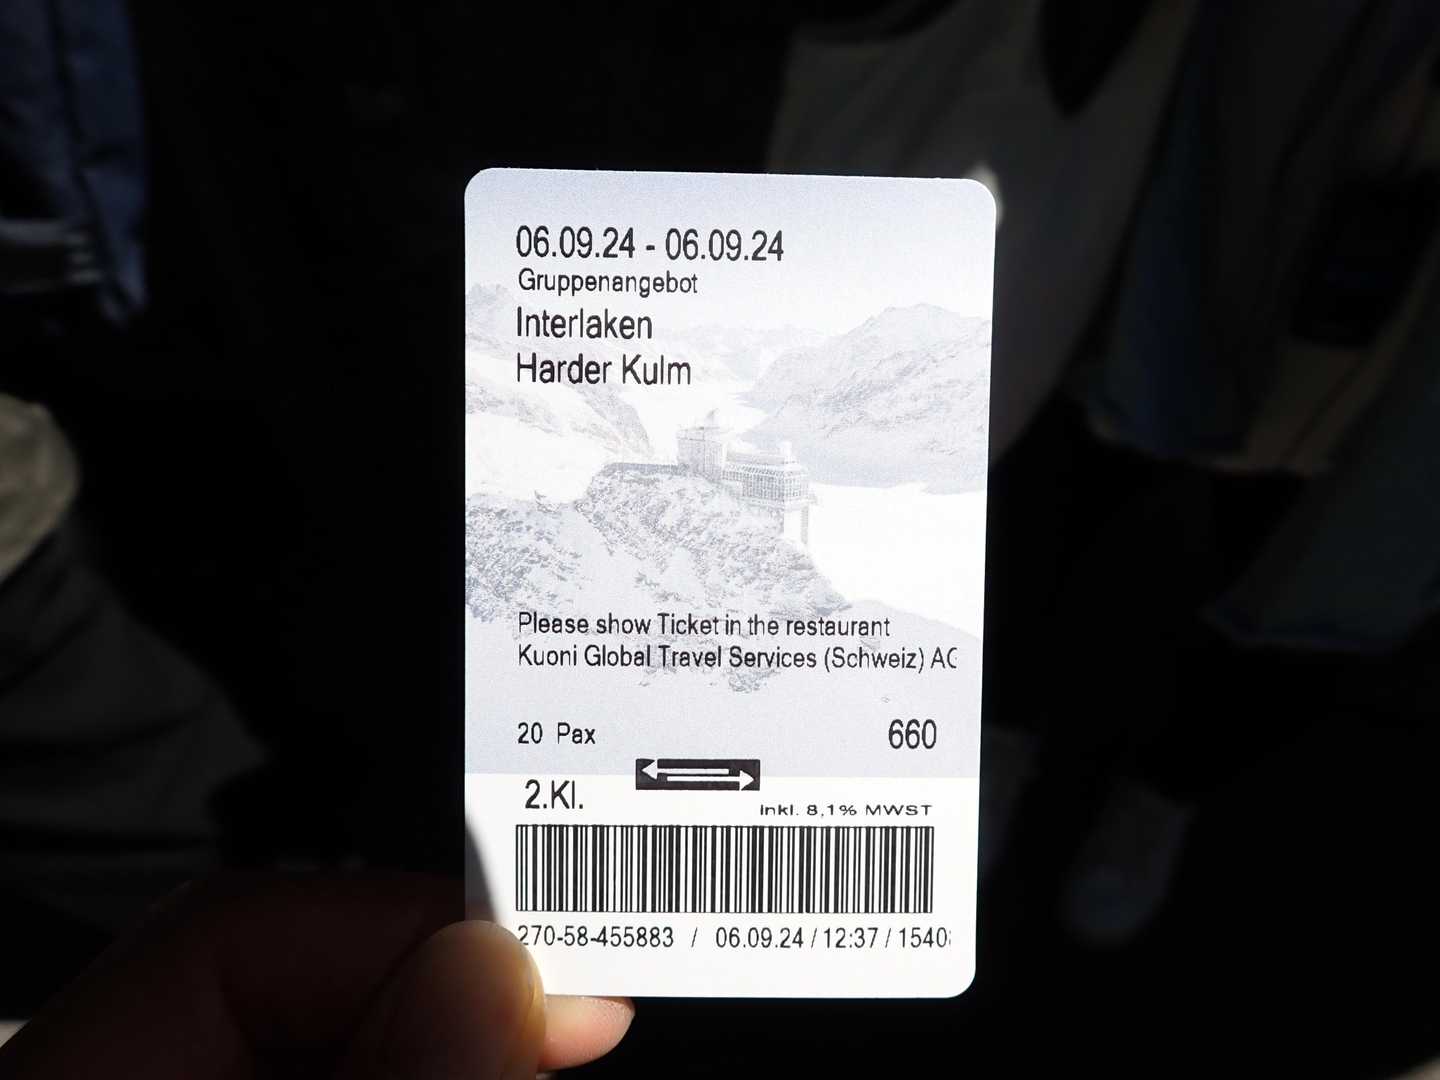 06.09.24 - 06.09.24
Gruppenangebot
Interlaken
Harder Kulm
Please show Ticket in the restaurant
Kuoni Global Travel Services (Schweiz) AG
20 Pax 660
2.Kl.
inkl. 8,1% MWST
270-58-455883 / 06.09.24 / 12:37 / 1540